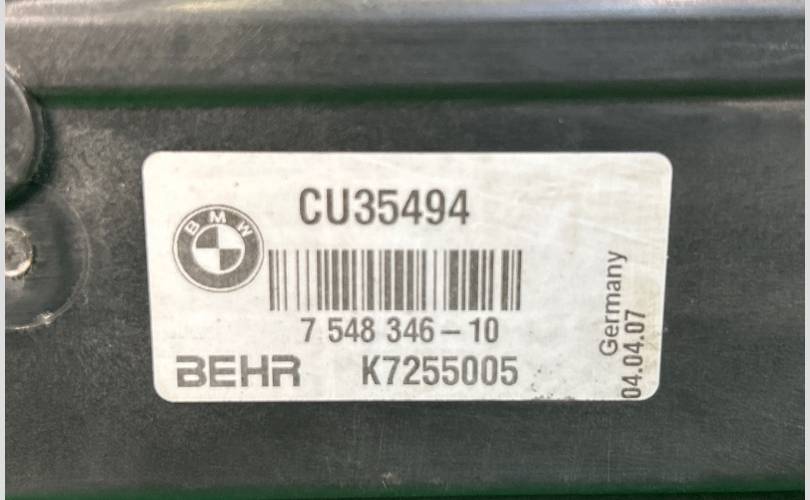 CU35494
BMW
7 548 346-10
BEHR K7255005
Germany
04.04.07